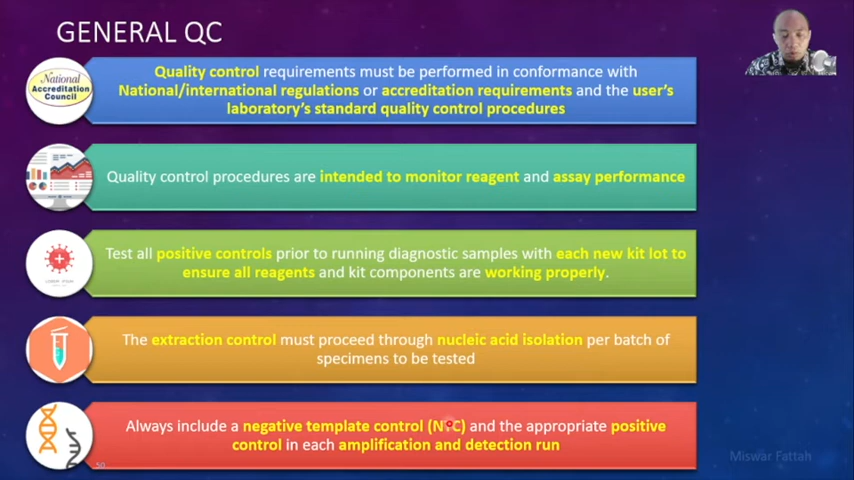 GENERAL QC
National
Accreditation
Council
Quality control requirements must be performed in conformance with
National/international regulations or accreditation requirements and the user's
laboratory's standard quality control procedures
Quality control procedures are intended to monitor reagent and assay performance
Test all positive controls prior to running diagnostic samples with each new kit lot to
ensure all reagents and kit components are working properly.
LOREM IPSUM
The extraction control must proceed through nucleic acid isolation per batch of
specimens to be tested
Always include a negative template control (NTC) and the appropriate positive
control in each amplification and detection run
50
Miswar Fattah